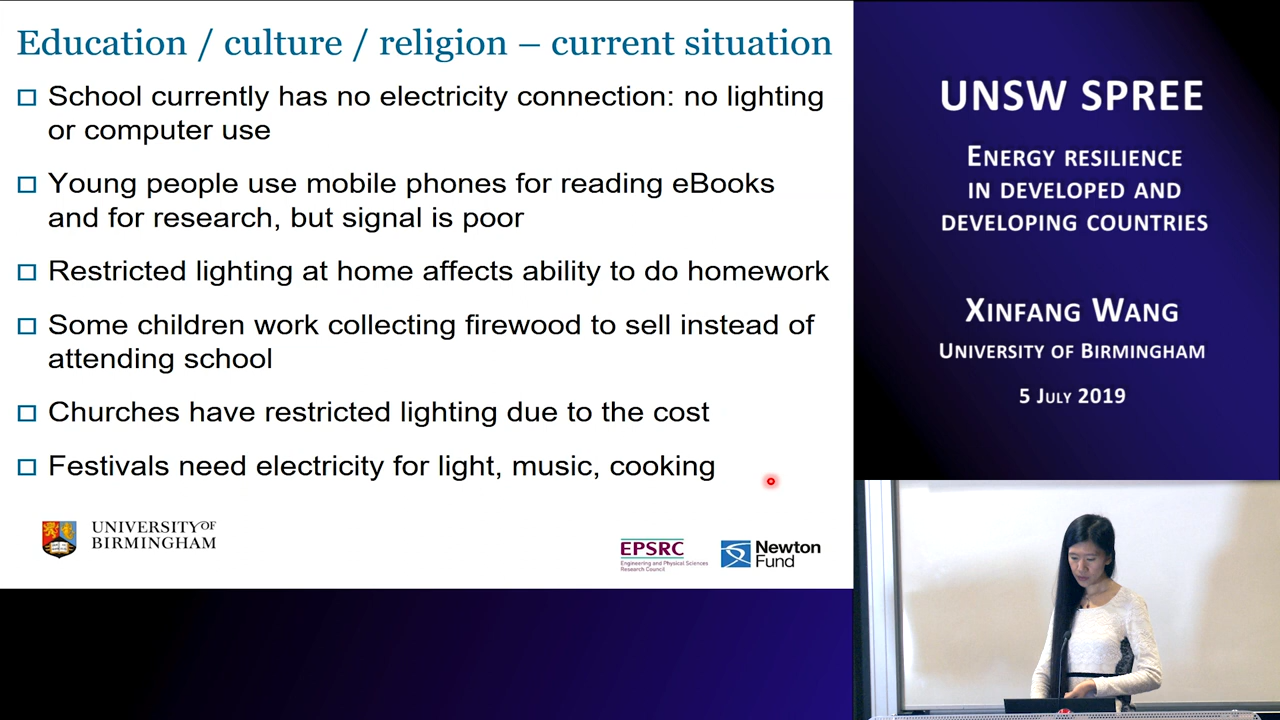 Education / culture / religion – current situation
School currently has no electricity connection: no lighting
or computer use
Young people use mobile phones for reading eBooks
and for research, but signal is poor
Restricted lighting at home affects ability to do homework
Some children work collecting firewood to sell instead of
attending school
Churches have restricted lighting due to the cost
Festivals need electricity for light, music, cooking
UNIVERSITY OF
BIRMINGHAM
EPSRC
Engineering and Physical Sciences
Research Council
Newton
Fund
UNSW SPREE
ENERGY RESILIENCE
IN DEVELOPED AND
DEVELOPING COUNTRIES
XINFANG WANG
UNIVERSITY OF BIRMINGHAM
5 JULY 2019